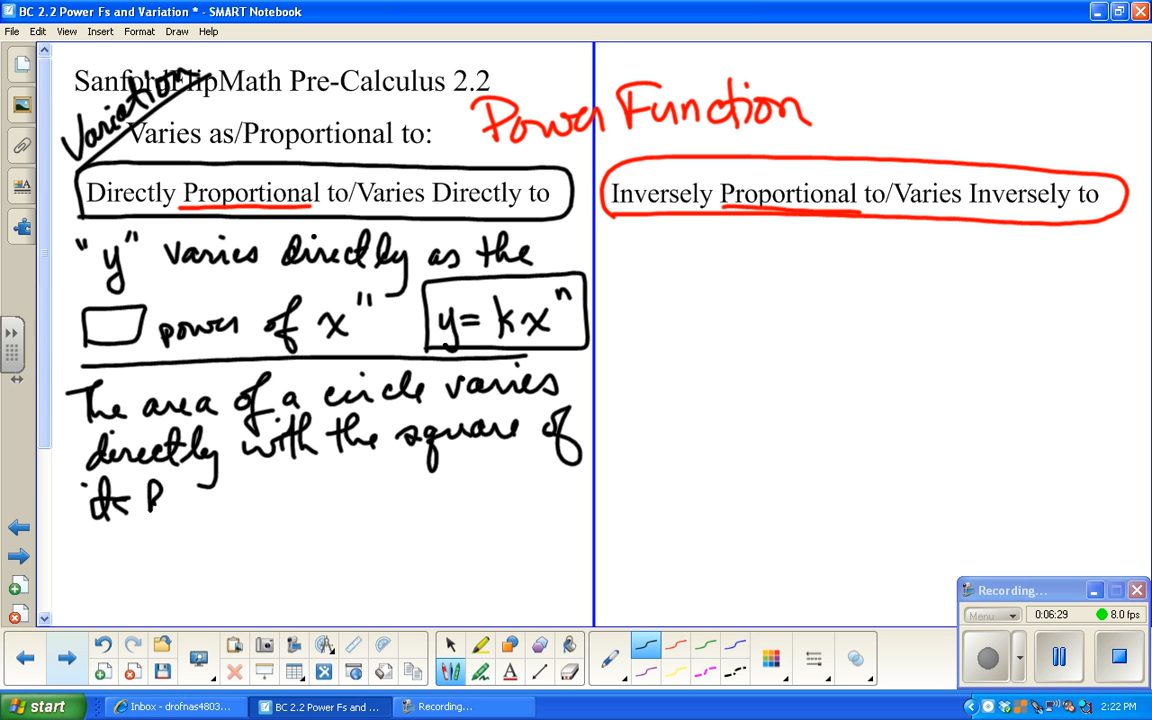 BC 2.2 Power Fs and Variation * - SMART Notebook
File Edit View Insert Format Draw Help
SanfordFlipMath Pre-Calculus 2.2
Variation
Power Function
Varies as/Proportional to:
Directly Proportional to/Varies Directly to
Inversely Proportional to/Varies Inversely to
"y" varies directly as the
power of x" y = kx^n
The area of a circle varies
directly with the square of
its
Recording...
Menu 0:06:29 8.0 fps
start Inbox - drofnas4803... BC 2.2 Power Fs and ... Recording... 2:22 PM